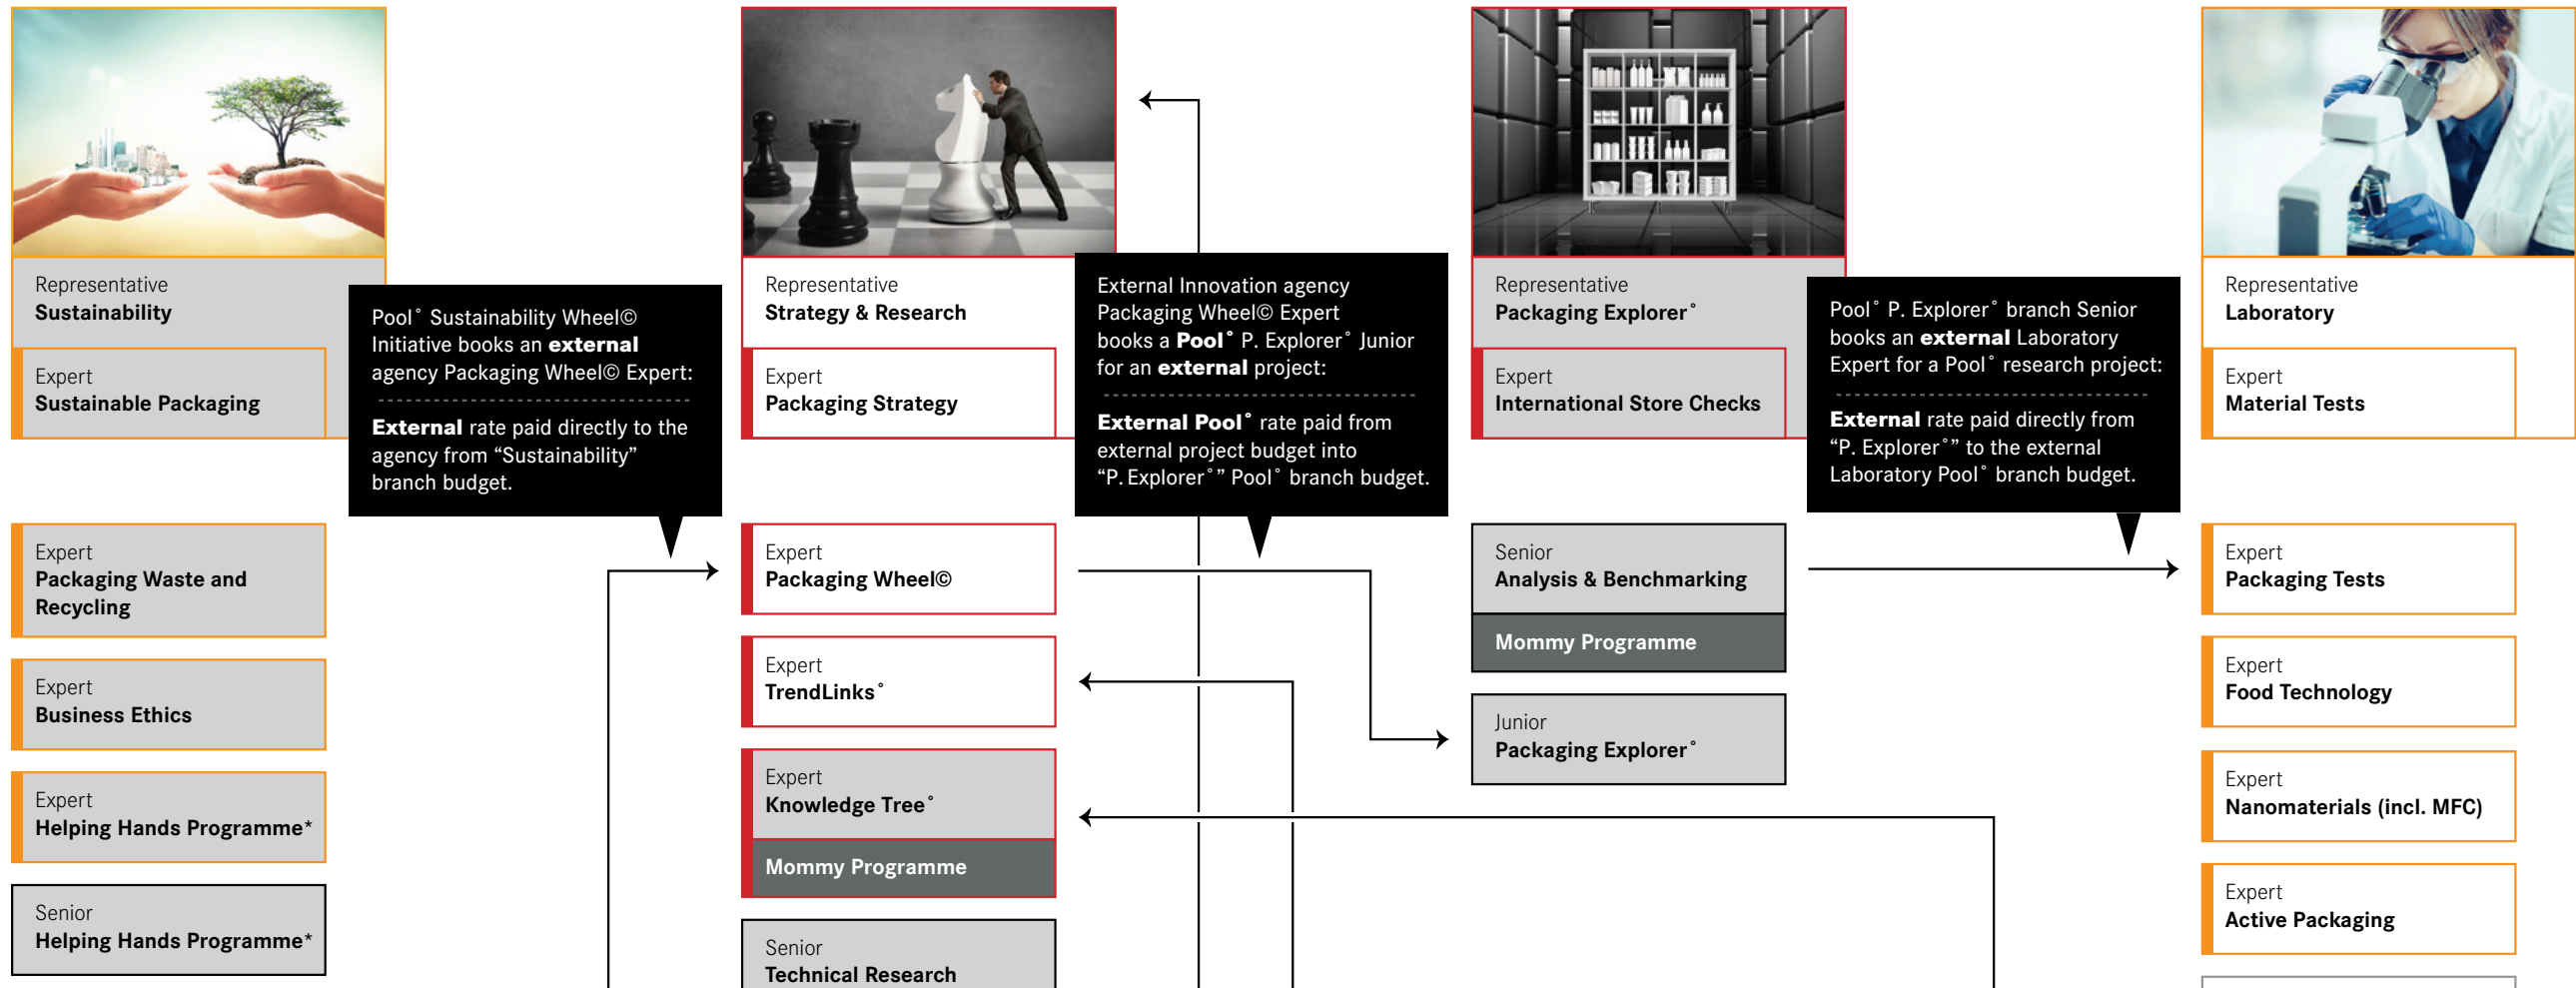 Representative
Sustainability
Expert
Sustainable Packaging
Pool° Sustainability Wheel©
Initiative books an external
agency Packaging Wheel© Expert:
External rate paid directly to the
agency from “Sustainability”
branch budget.
Expert
Packaging Waste and
Recycling
Expert
Business Ethics
Expert
Helping Hands Programme*
Senior
Helping Hands Programme*
Representative
Strategy & Research
Expert
Packaging Strategy
External Innovation agency
Packaging Wheel© Expert
books a Pool° P. Explorer° Junior
for an external project:
External Pool° rate paid from
external project budget into
“P. Explorer°” Pool° branch budget.
Expert
Packaging Wheel©
Expert
TrendLinks°
Expert
Knowledge Tree°
Mommy Programme
Senior
Technical Research
Representative
Packaging Explorer°
Expert
International Store Checks
Pool° P. Explorer° branch Senior
books an external Laboratory
Expert for a Pool° research project:
External rate paid directly from
“P. Explorer°” to the external
Laboratory Pool° branch budget.
Senior
Analysis & Benchmarking
Mommy Programme
Junior
Packaging Explorer°
Representative
Laboratory
Expert
Material Tests
Expert
Packaging Tests
Expert
Food Technology
Expert
Nanomaterials (incl. MFC)
Expert
Active Packaging